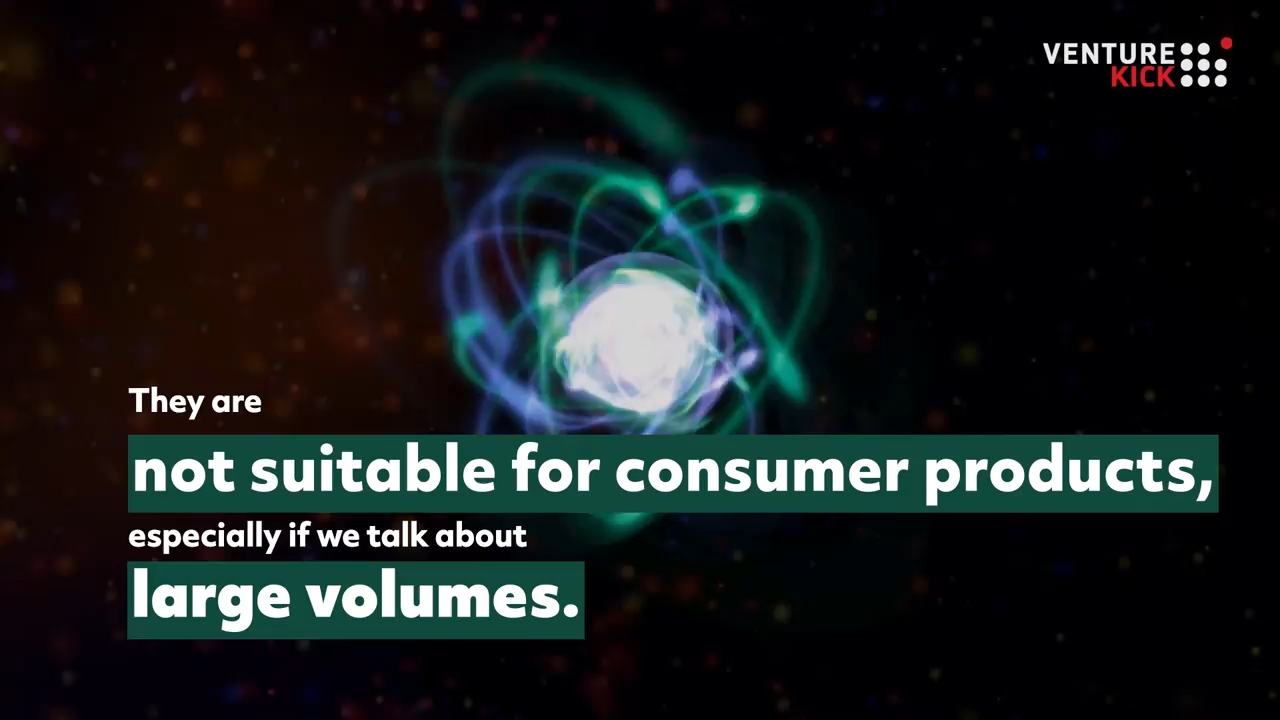 VENTURE
KICK
They are
not suitable for consumer products,
especially if we talk about
large volumes.